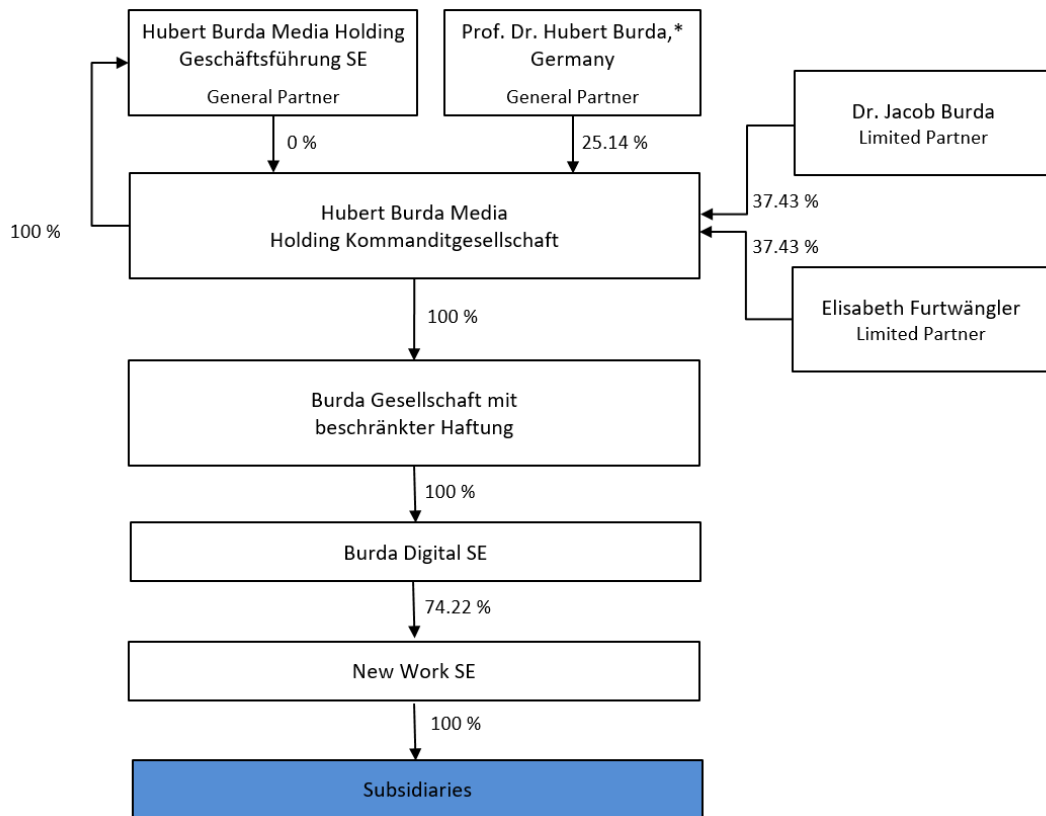 Hubert Burda Media Holding
Geschäftsführung SE
General Partner
Prof. Dr. Hubert Burda,*
Germany
General Partner
Dr. Jacob Burda
Limited Partner
0 %
25.14 %
37.43 %
100 %
Hubert Burda Media
Holding Kommanditgesellschaft
37.43 %
Elisabeth Furtwängler
Limited Partner
100 %
Burda Gesellschaft mit
beschränkter Haftung
100 %
Burda Digital SE
74.22 %
New Work SE
100 %
Subsidiaries